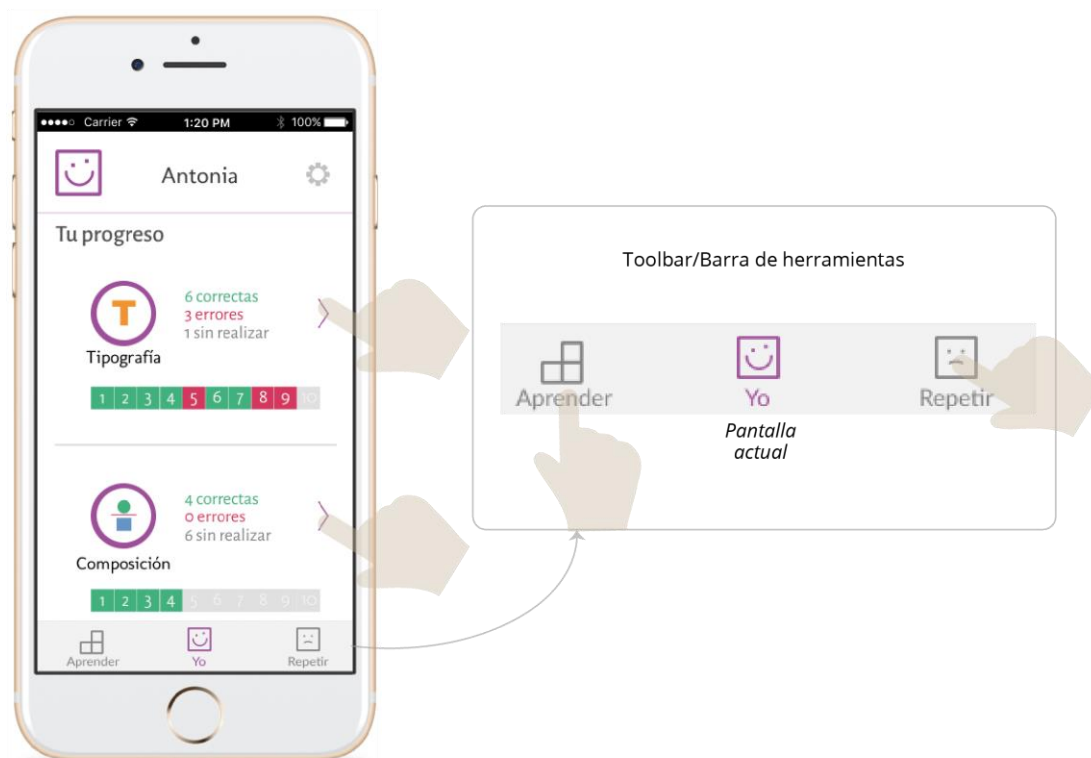 Carrier 1:20 PM 100%
Antonia
Tu progreso
T
6 correctas
3 errores
1 sin realizar
Tipografía
1 2 3 4 5 6 7 8 9 10
4 correctas
0 errores
6 sin realizar
Composición
1 2 3 4 5 6 7 8 9 10
Aprender Yo Repetir
Toolbar/Barra de herramientas
Aprender Yo Repetir
Pantalla
actual